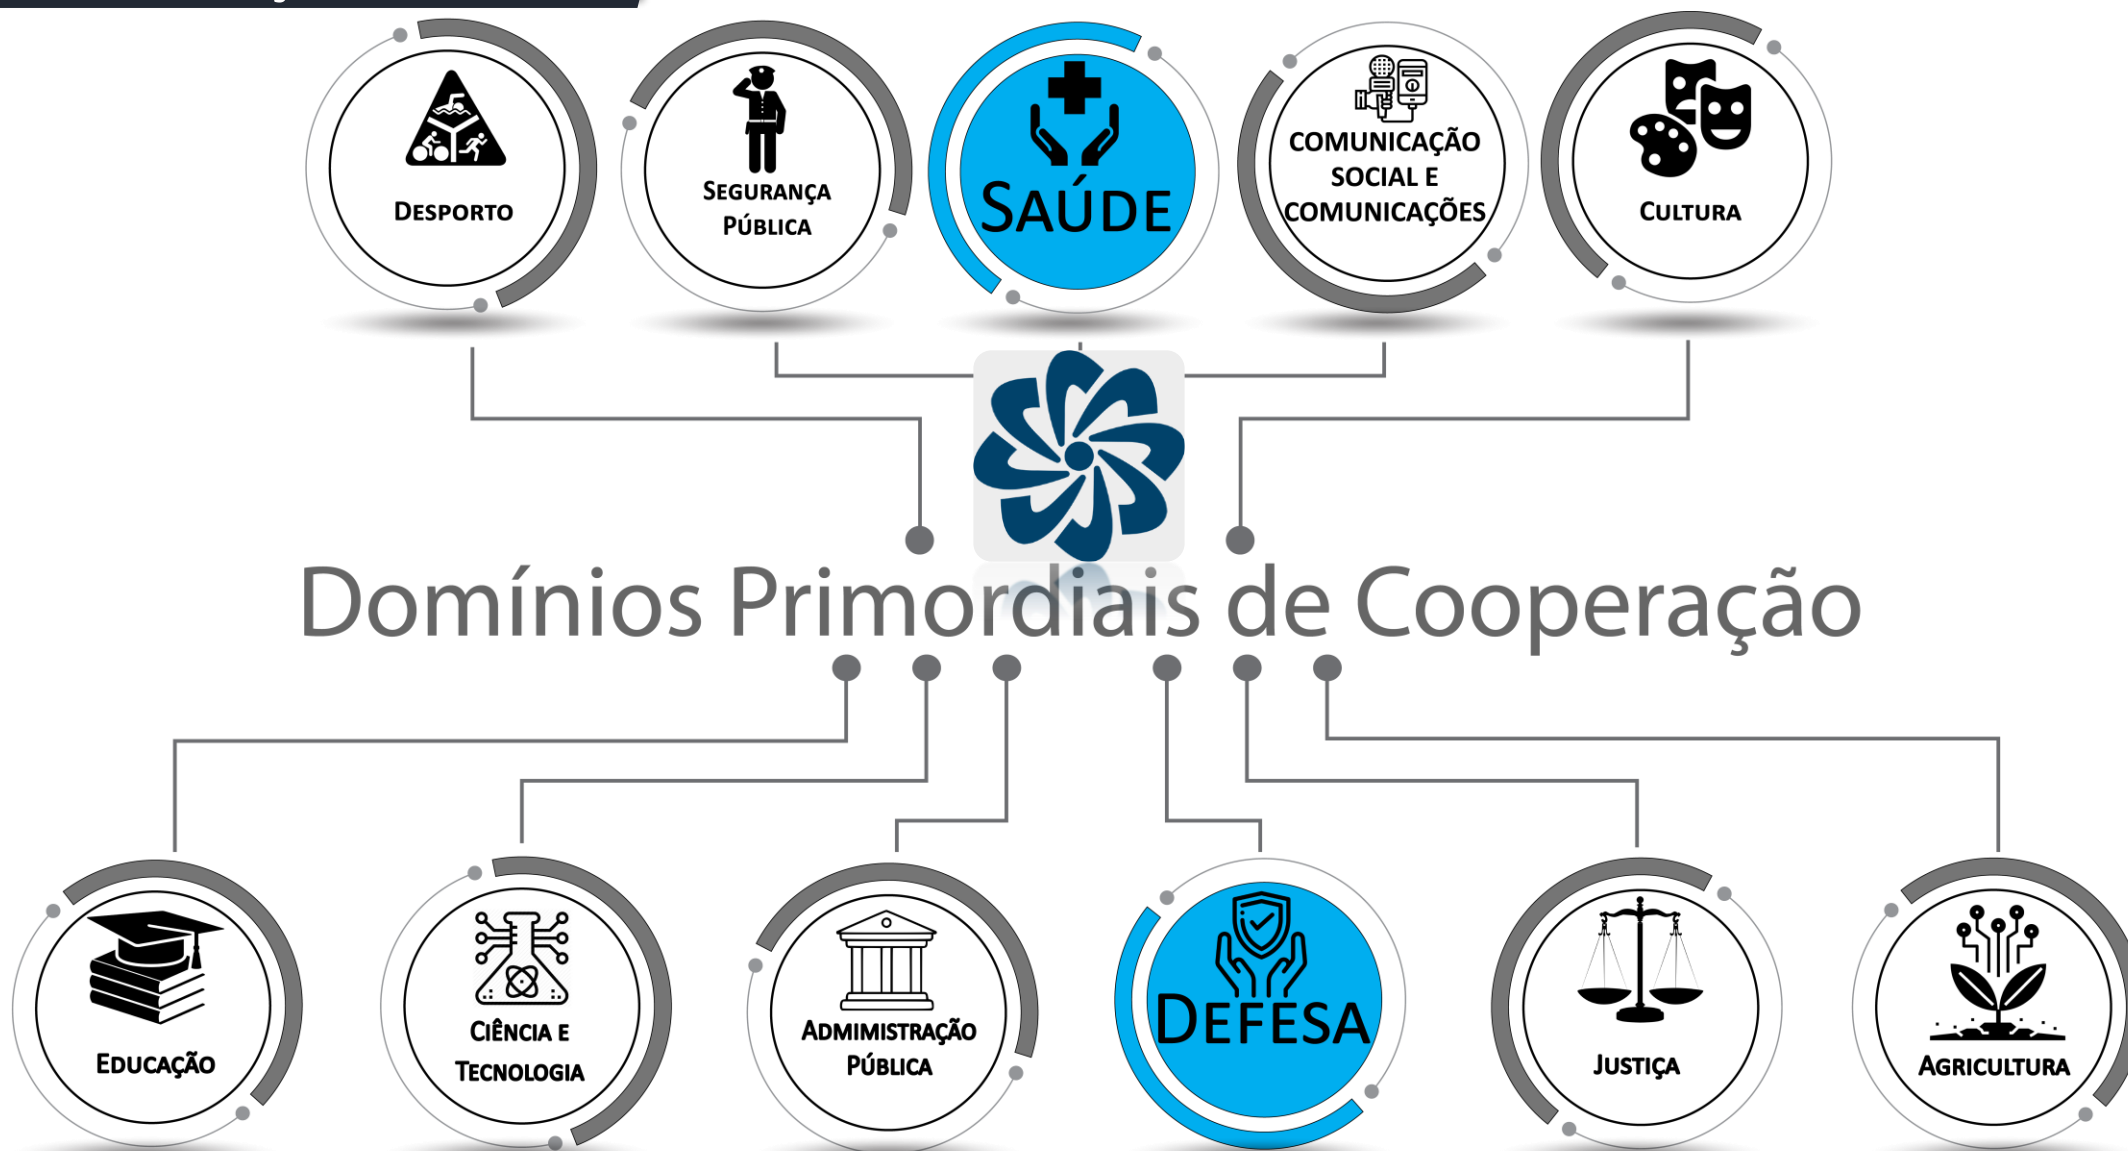 DESPORTO
SEGURANÇA
PÚBLICA
SAÚDE
COMUNICAÇÃO
SOCIAL E
COMUNICAÇÕES
CULTURA
Domínios Primordiais de Cooperação
EDUCAÇÃO
CIÊNCIA E
TECNOLOGIA
ADMIMISTRAÇÃO
PÚBLICA
DEFESA
JUSTIÇA
AGRICULTURA